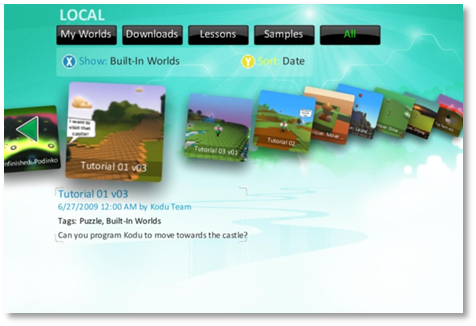 LOCAL
My Worlds Downloads Lessons Samples All
X Show: Built-In Worlds Y Sort: Date
I want to visit that castle!
Tutorial 01 v03
Tutorial 03 v01
Tutorial 02
Tutorial 01 v03
6/27/2009 12:00 AM by Kodu Team
Tags: Puzzle, Built-In Worlds
Can you program Kodu to move towards the castle?